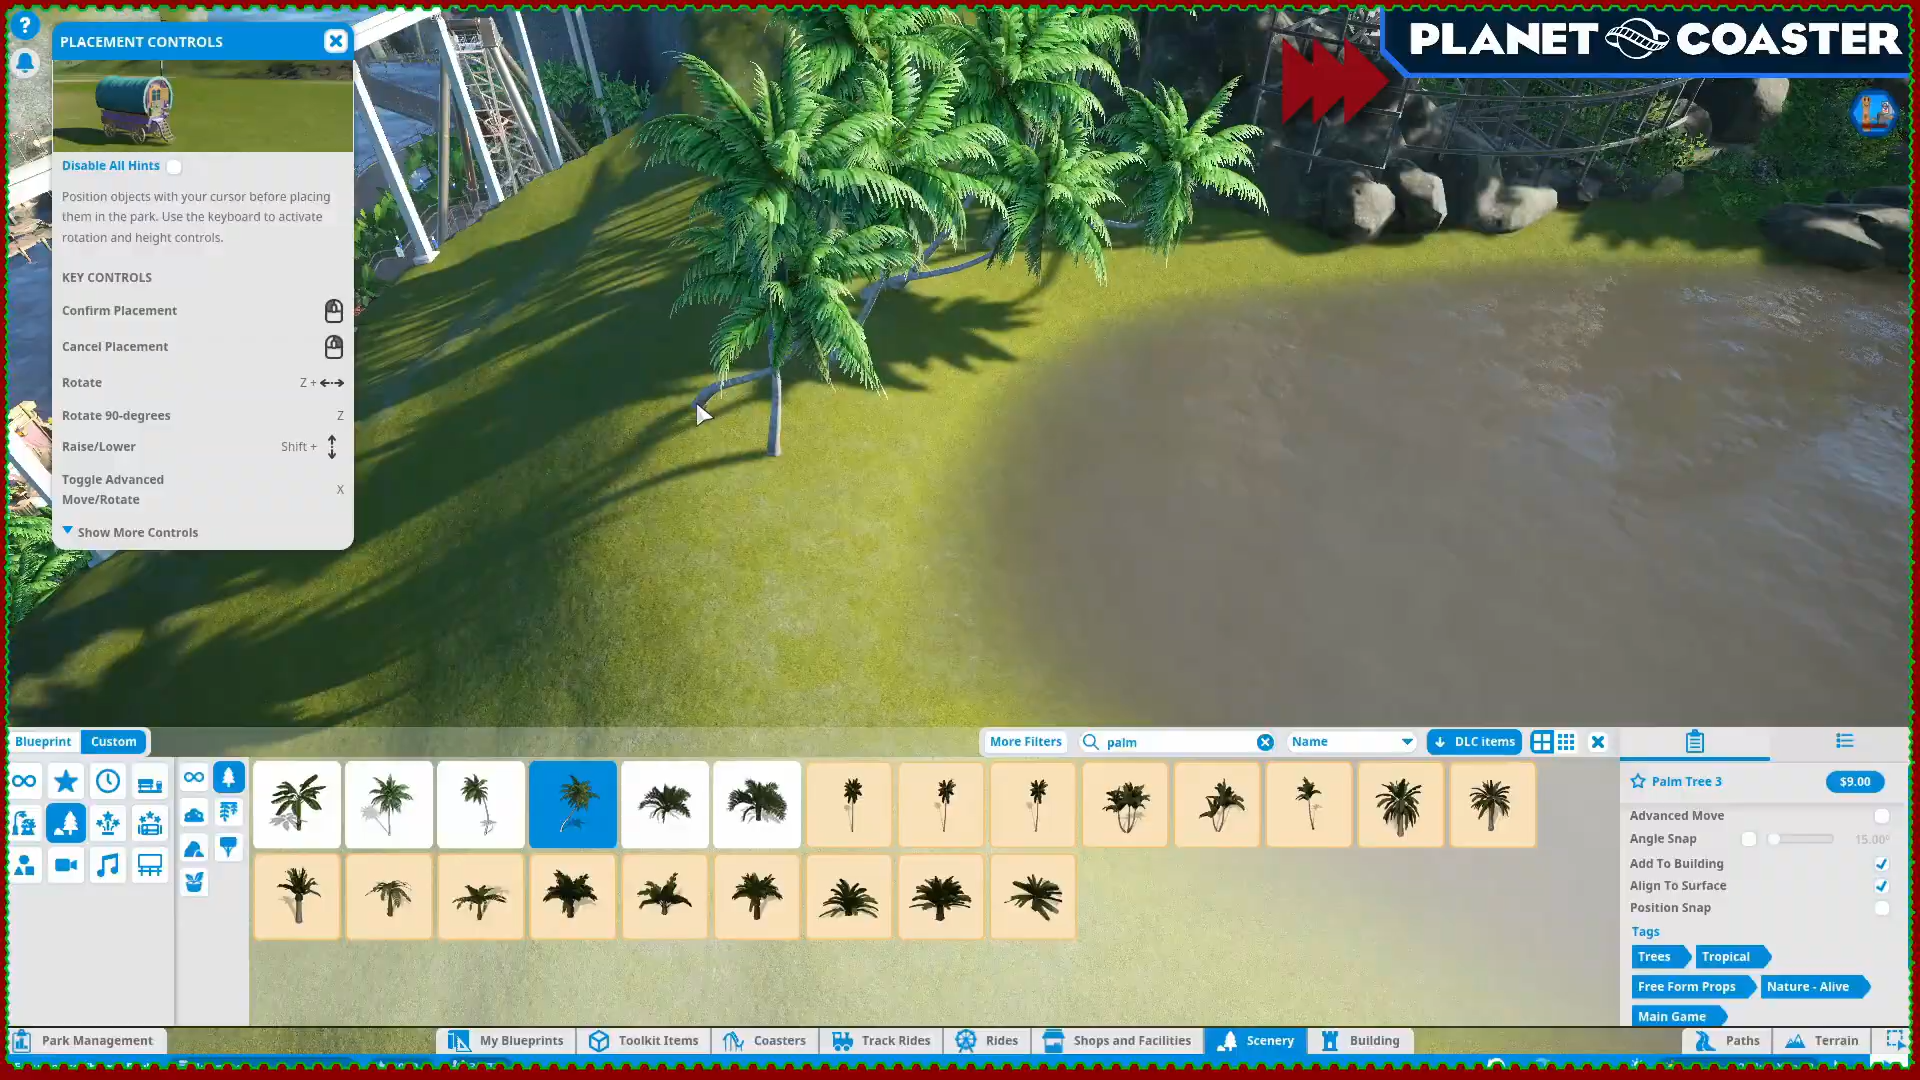 PLANET COASTER
?
PLACEMENT CONTROLS
Disable All Hints
Position objects with your cursor before placing
them in the park. Use the keyboard to activate
rotation and height controls.
KEY CONTROLS
Confirm Placement
Cancel Placement
Rotate Z +
Rotate 90-degrees Z
Raise/Lower Shift +
Toggle Advanced
Move/Rotate X
Show More Controls
Blueprint Custom
More Filters palm Name DLC items
Palm Tree 3 $9.00
Advanced Move
Angle Snap 15.00°
Add To Building
Align To Surface
Position Snap
Tags
Trees Tropical
Free Form Props Nature - Alive
Main Game
Park Management My Blueprints Toolkit Items Coasters Track Rides Rides Shops and Facilities Scenery Building Paths Terrain